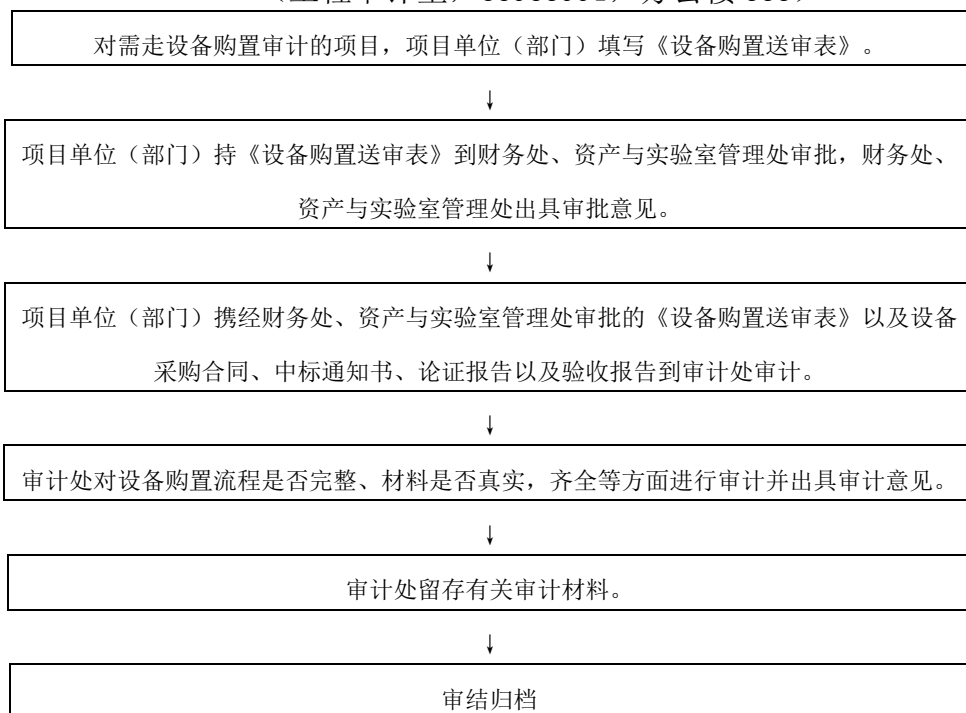 对需走设备购置审计的项目，项目单位（部门）填写《设备购置送审表》。
↓
项目单位（部门）持《设备购置送审表》到财务处、资产与实验室管理处审批，财务处、
资产与实验室管理处出具审批意见。
↓
项目单位（部门）携经财务处、资产与实验室管理处审批的《设备购置送审表》以及设备
采购合同、中标通知书、论证报告以及验收报告到审计处审计。
↓
审计处对设备购置流程是否完整、材料是否真实，齐全等方面进行审计并出具审计意见。
↓
审计处留存有关审计材料。
↓
审结归档